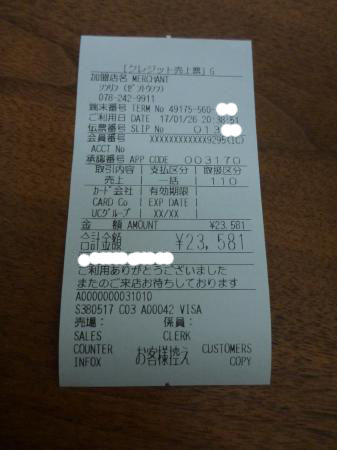 [クレジット売上票] G
加盟店名 MERCHANT
078-242-9911
端末番号 TERM No 49175-560-
ご利用日 DATE 17/01/26 20:38:51
伝票番号 SLIP No 013
会員番号 XXXXXXXXXXXX9295(IC)
ACCT No
承認番号 APP CODE 003170
取引内容 支払区分 取扱区分
売上 一括 110
カード会社 有効期限
CARD Co EXP DATE
UCグループ XX/XX
金 額 AMOUNT ¥23,581
合計金額 ¥23,581
ご利用ありがとうございました
またのご来店お待ちしております
A0000000031010
S380517 C03 A00042 VISA
売場: 係員:
SALES CLERK
COUNTER お客様控え CUSTOMERS
INFOX COPY